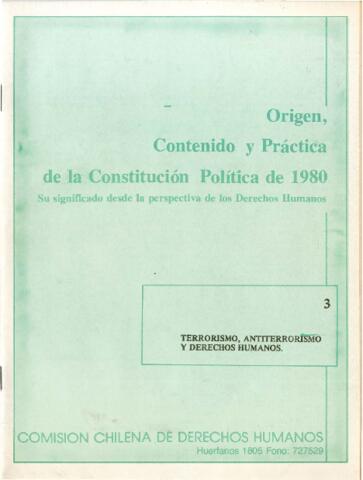 Origen,
Contenido y Práctica
de la Constitución Política de 1980
Su significado desde la perspectiva de los Derechos Humanos
3
TERRORISMO, ANTITERRORISMO
Y DERECHOS HUMANOS.
COMISION CHILENA DE DERECHOS HUMANOS
Huerfanos 1805 Fono: 727529